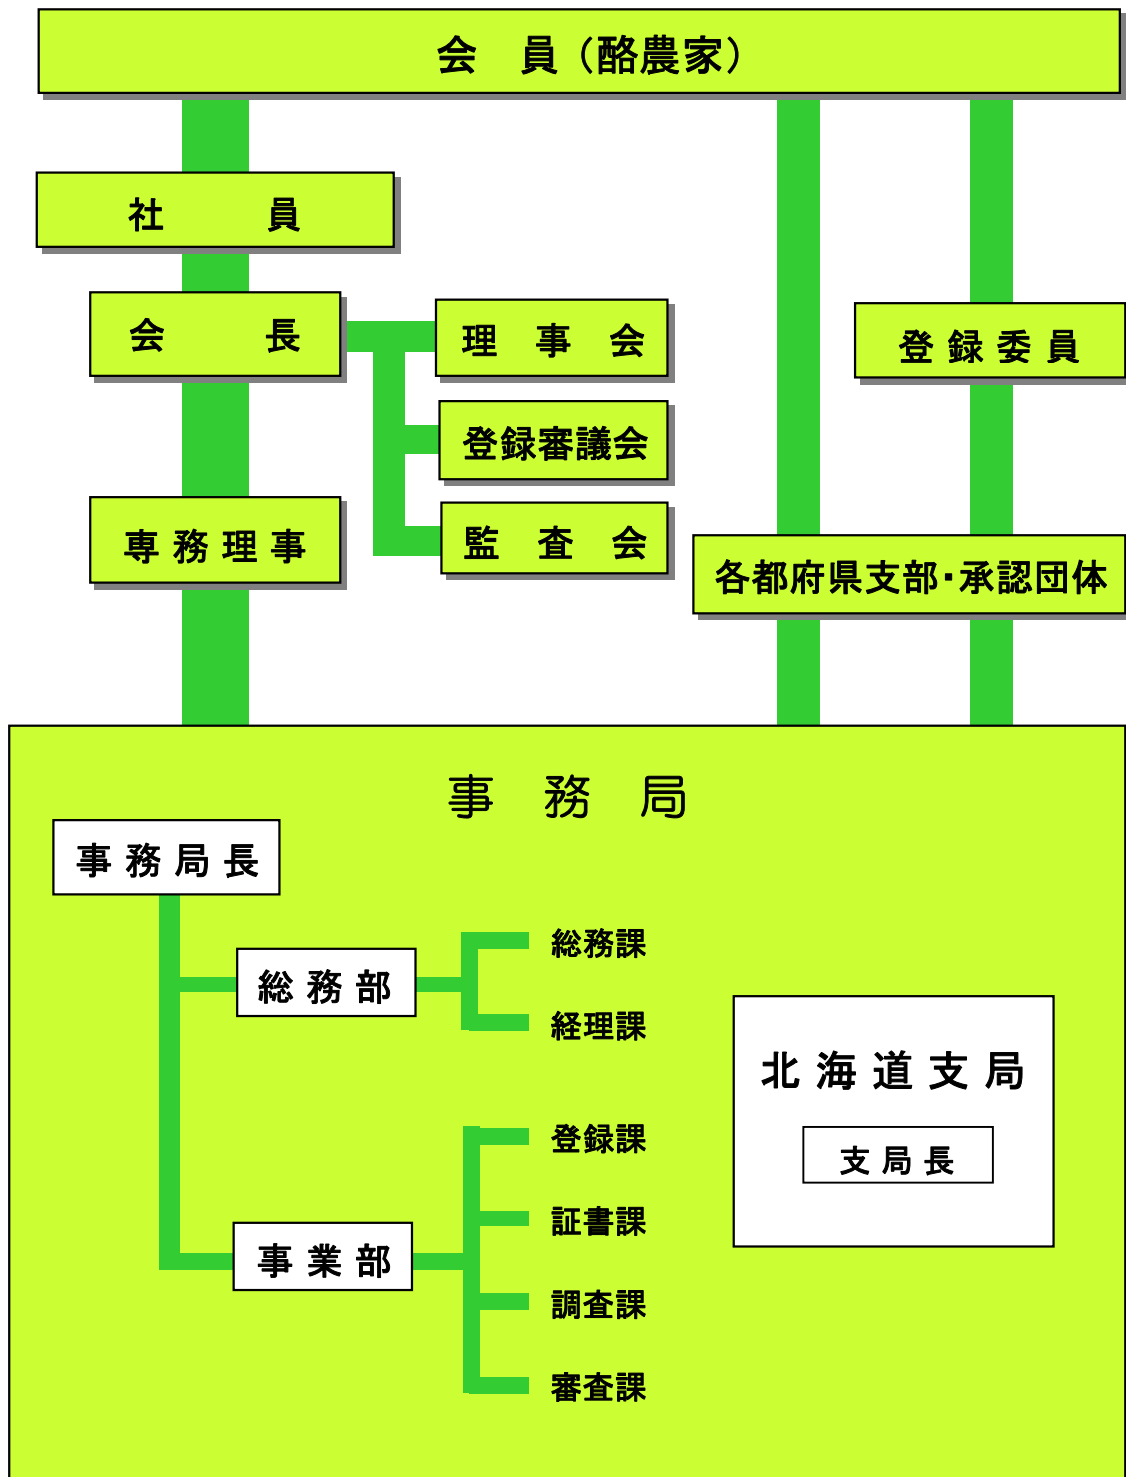 会　員（酪農家）
社　員
会　長
理　事　会
登録委員
登録審議会
専務理事
監　査　会
各都府県支部・承認団体
事　務　局
事務局長
総務部
総務課
経理課
北海道支局
支局長
登録課
証書課
事業部
調査課
審査課